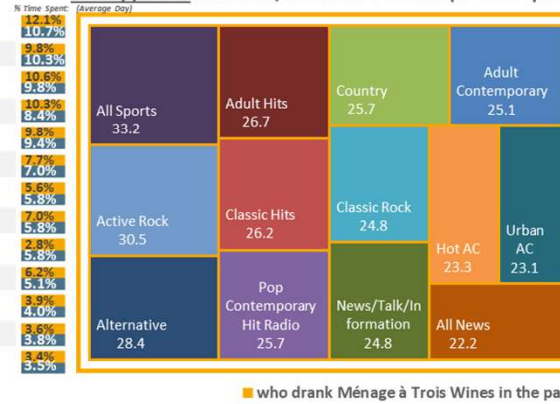 % Time Spent: (Average Day)
12.1%
10.7%
9.8%
10.3%
10.6%
9.8%
10.3%
8.4%
9.8%
9.4%
7.7%
7.0%
5.6%
5.8%
7.0%
5.8%
2.8%
5.8%
6.2%
5.1%
3.9%
4.0%
3.6%
3.8%
3.4%
3.5%
All Sports
33.2
Adult Hits
26.7
Country
25.7
Adult
Contemporary
25.1
Active Rock
30.5
Classic Hits
26.2
Classic Rock
24.8
Hot AC
23.3
Urban
AC
23.1
Alternative
28.4
Pop
Contemporary
Hit Radio
25.7
News/Talk/In
formation
24.8
All News
22.2
who drank Ménage à Trois Wines in the